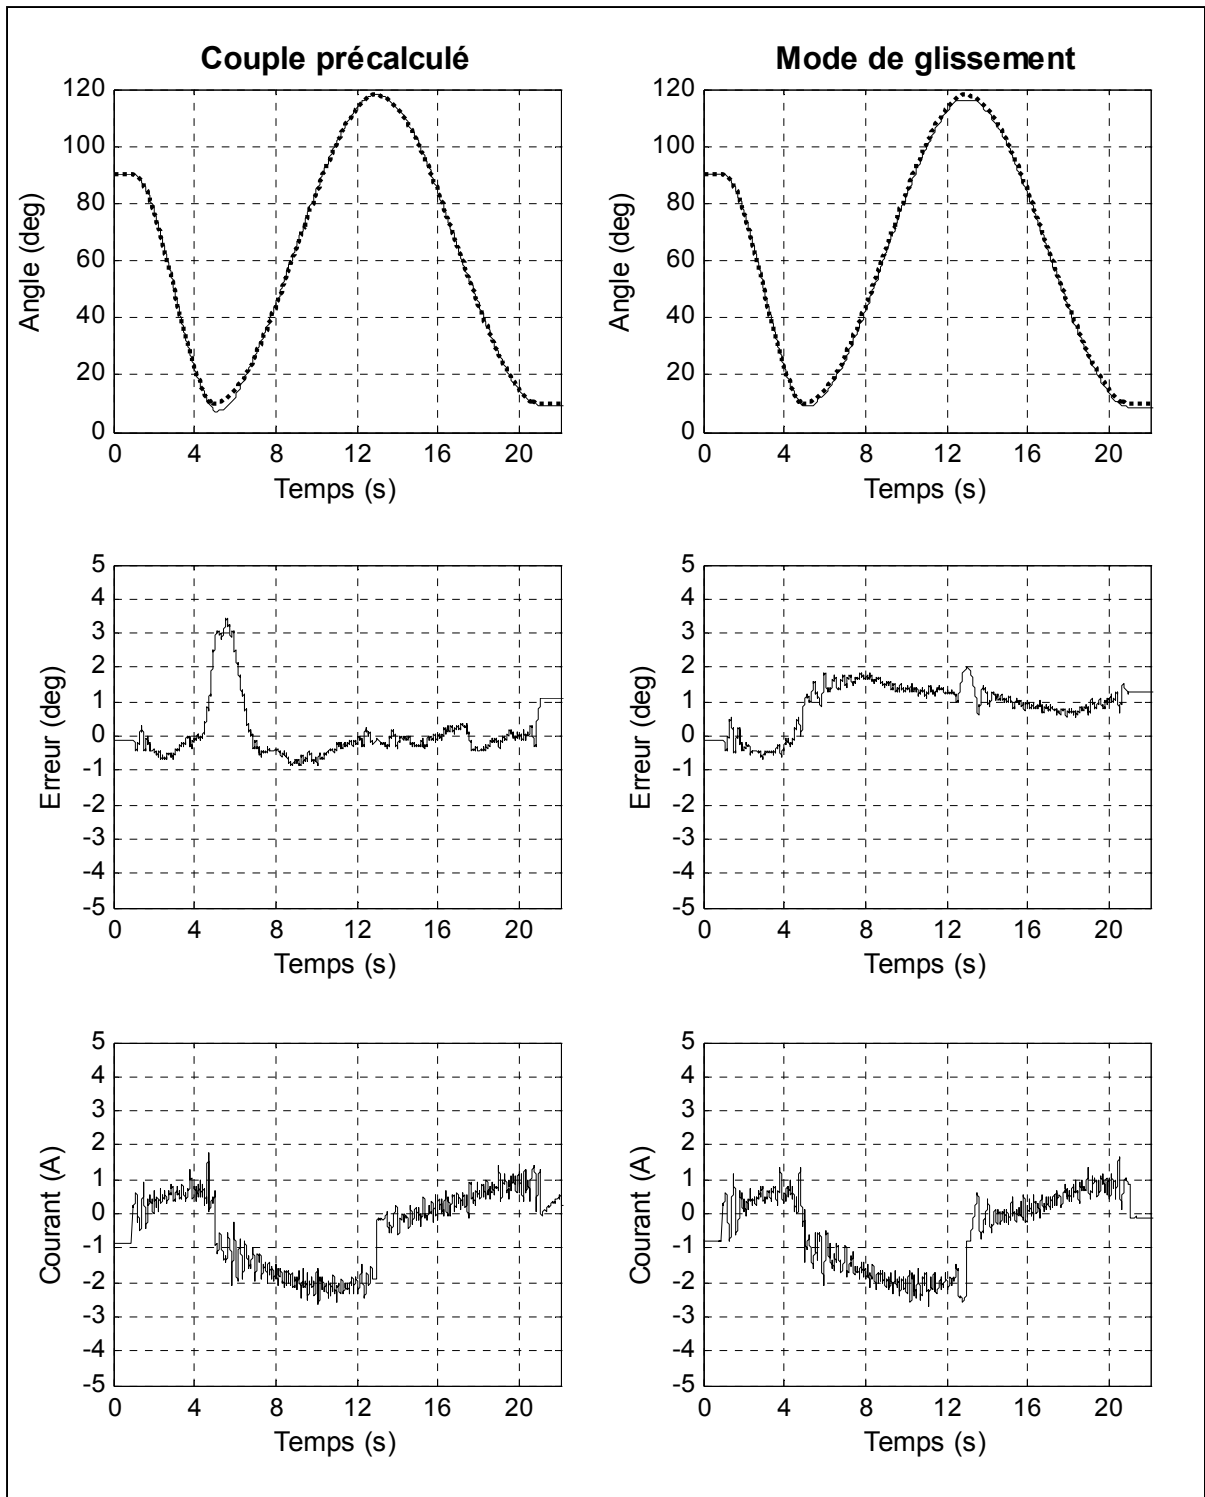 Couple précalculé
Mode de glissement
120
100
80
60
40
20
0
Angle (deg)
0 4 8 12 16 20
Temps (s)
120
100
80
60
40
20
0
Angle (deg)
0 4 8 12 16 20
Temps (s)
5
4
3
2
1
0
-1
-2
-3
-4
-5
Erreur (deg)
0 4 8 12 16 20
Temps (s)
5
4
3
2
1
0
-1
-2
-3
-4
-5
Erreur (deg)
0 4 8 12 16 20
Temps (s)
5
4
3
2
1
0
-1
-2
-3
-4
-5
Courant (A)
0 4 8 12 16 20
Temps (s)
5
4
3
2
1
0
-1
-2
-3
-4
-5
Courant (A)
0 4 8 12 16 20
Temps (s)